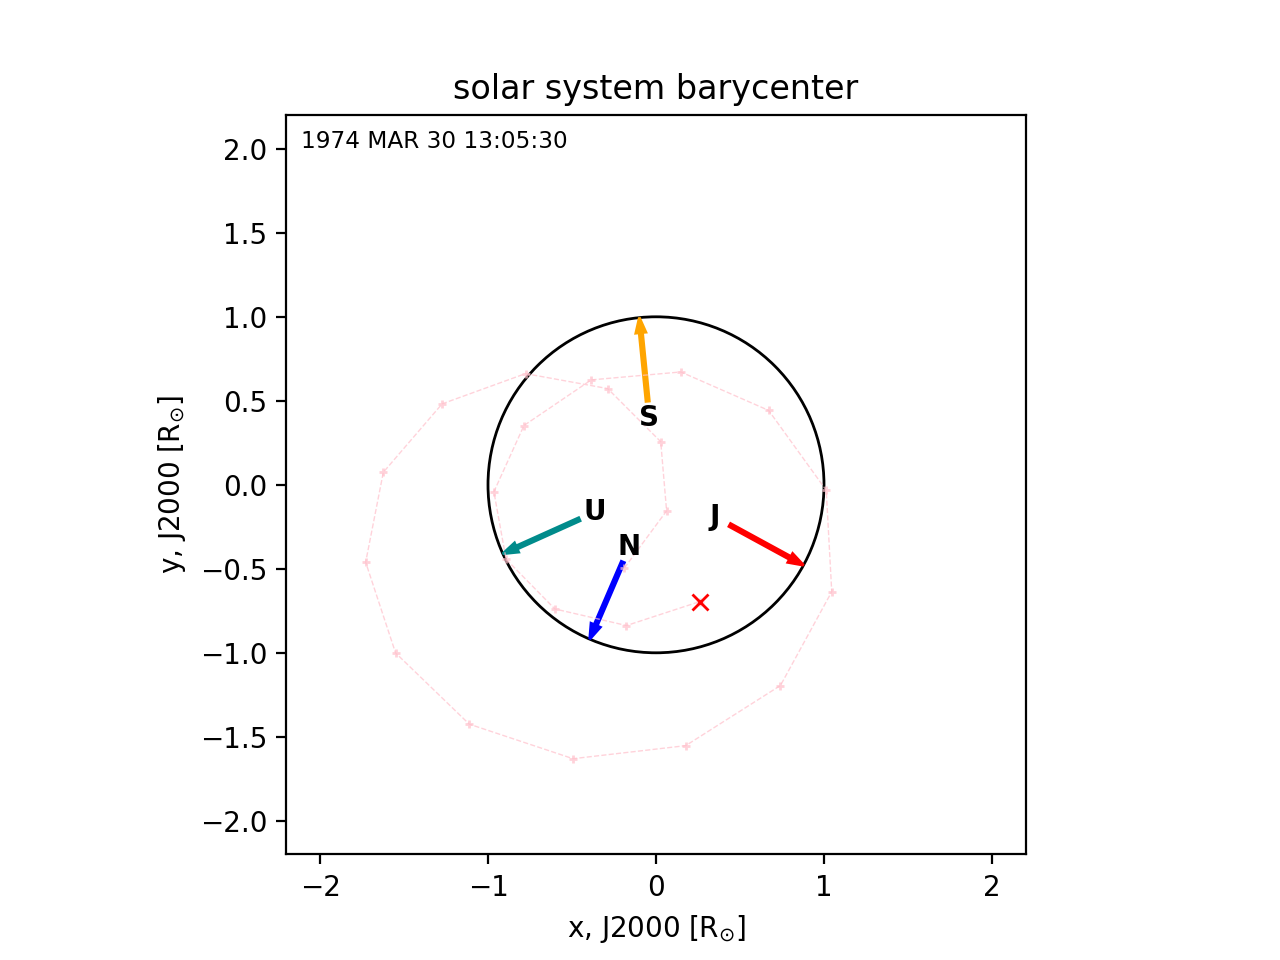 solar system barycenter
1974 MAR 30 13:05:30
2.0
1.5
1.0
0.5
0.0
−0.5
−1.0
−1.5
−2.0
y, J2000 [R☉]
S
U
J
N
−2
−1
0
1
2
x, J2000 [R☉]